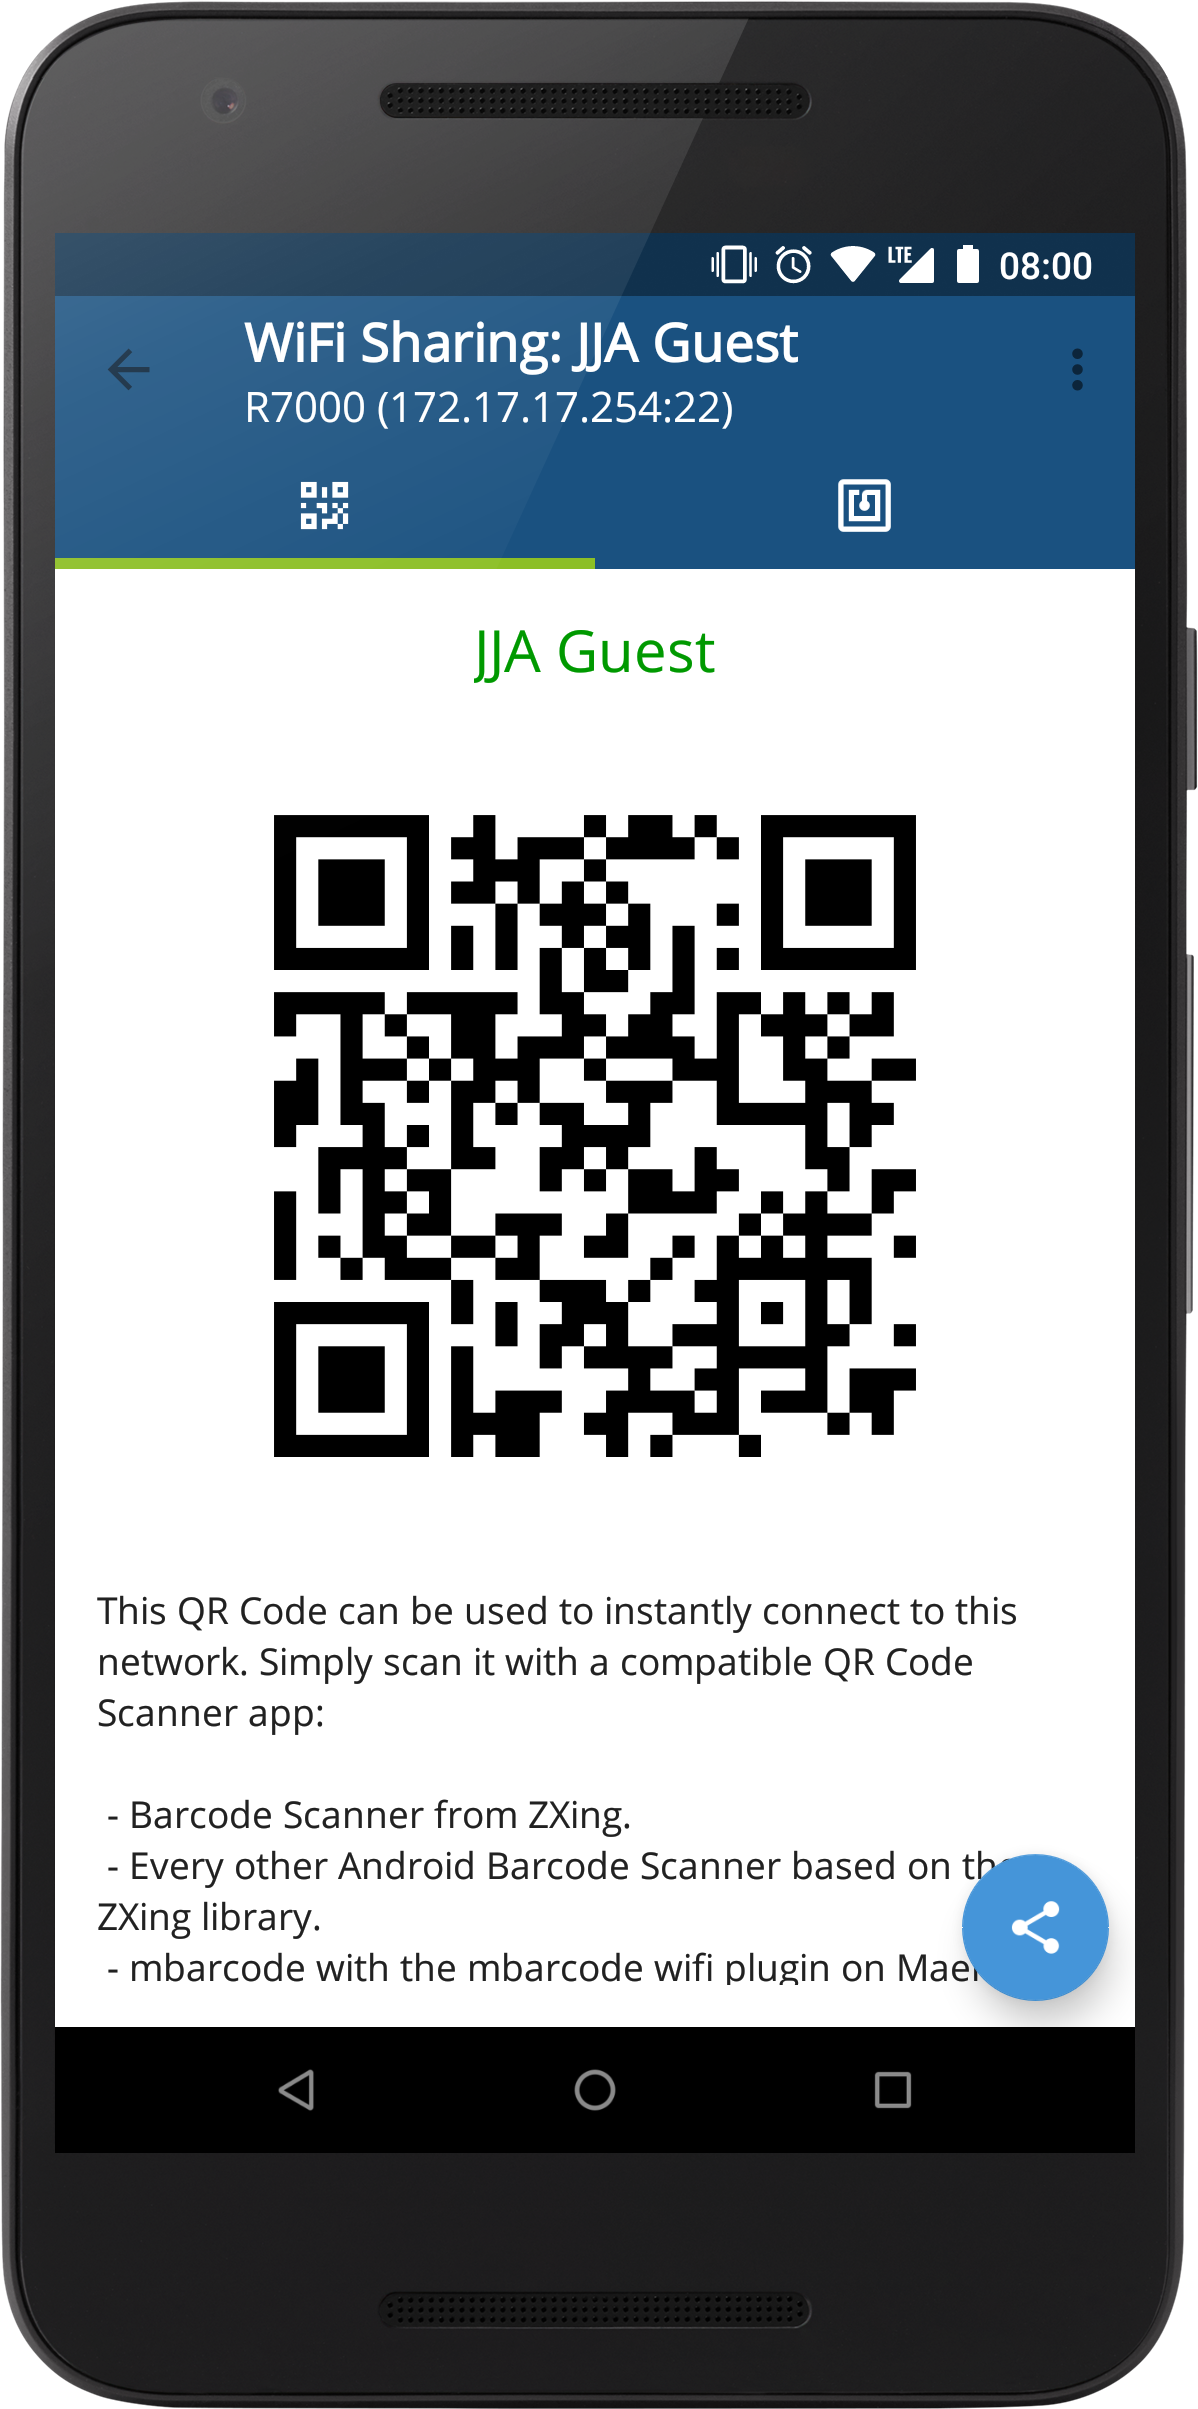 LTE 08:00
WiFi Sharing: JJA Guest
R7000 (172.17.17.254:22)
JJA Guest
This QR Code can be used to instantly connect to this
network. Simply scan it with a compatible QR Code
Scanner app:
- Barcode Scanner from ZXing.
- Every other Android Barcode Scanner based on the
ZXing library.
- mbarcode with the mbarcode wifi plugin on